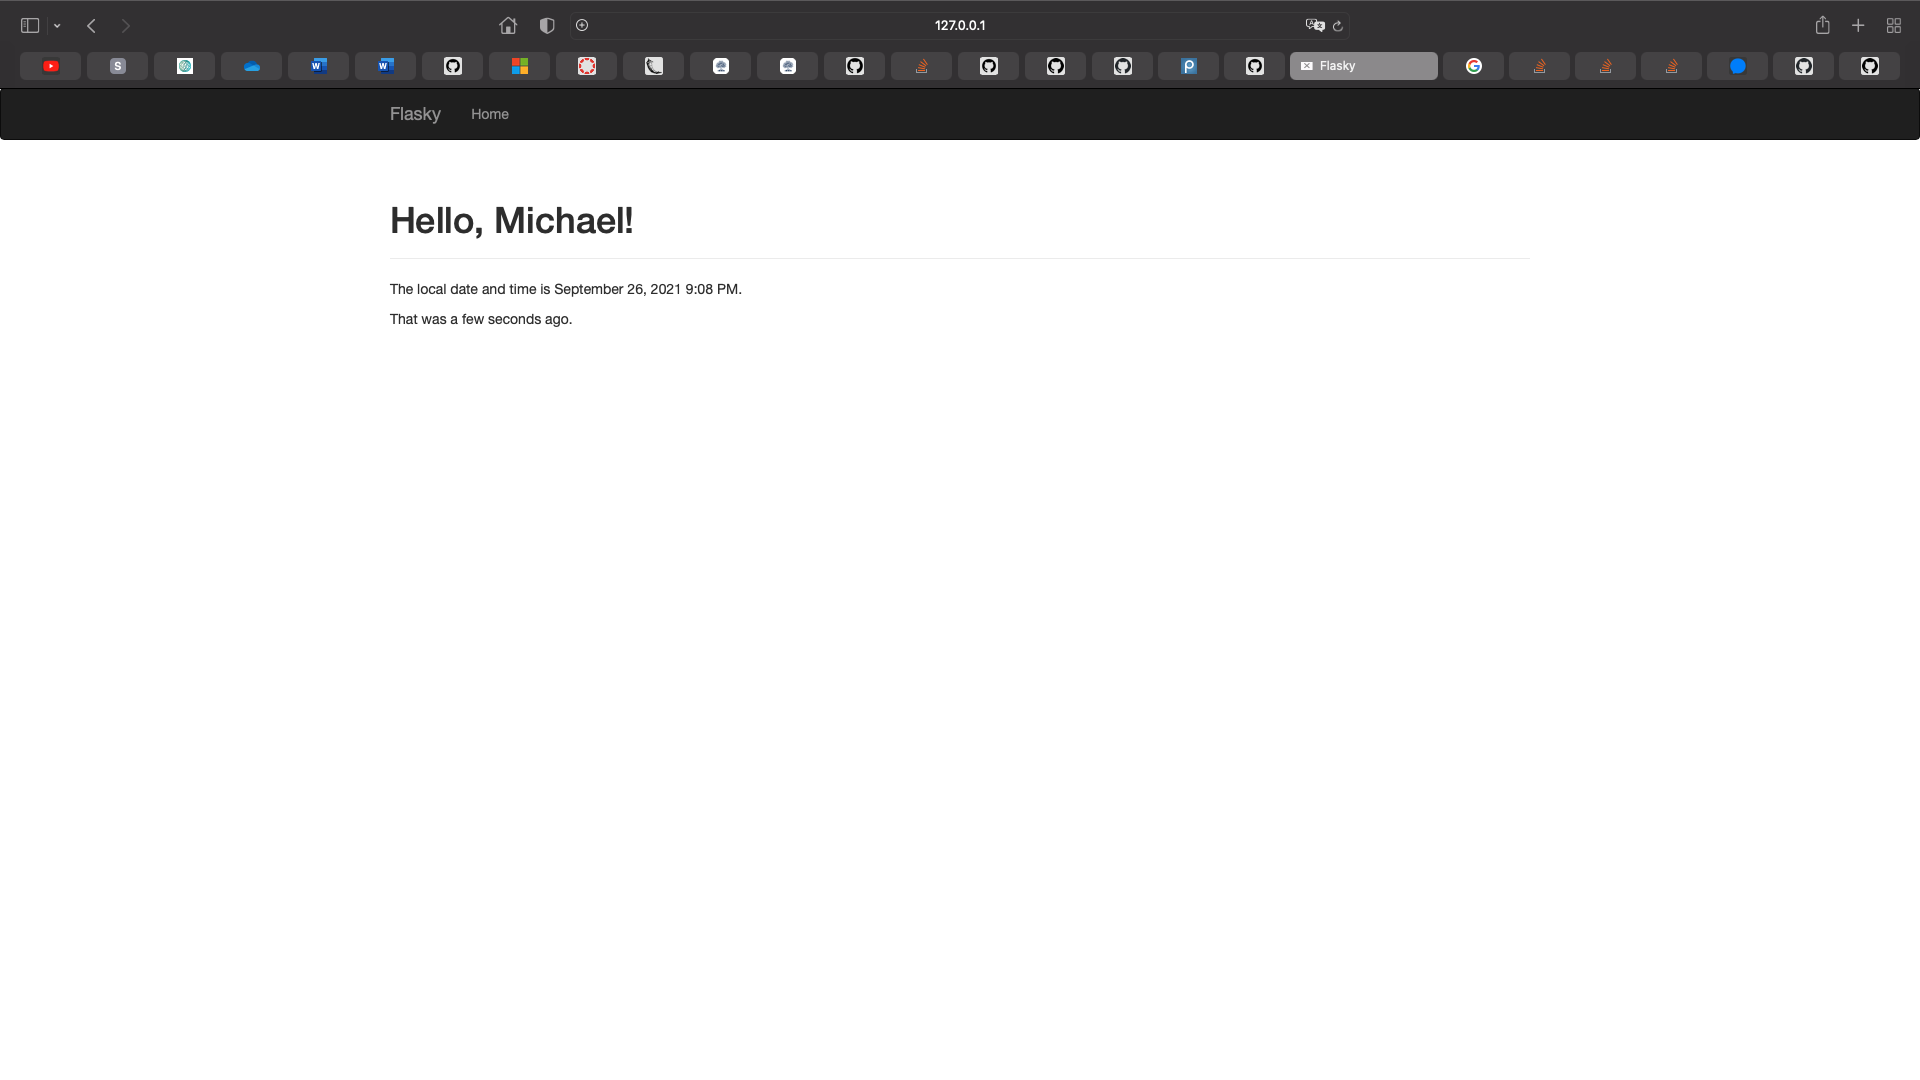 127.0.0.1
S
Flasky
Flasky Home
Hello, Michael!
The local date and time is September 26, 2021 9:08 PM.
That was a few seconds ago.